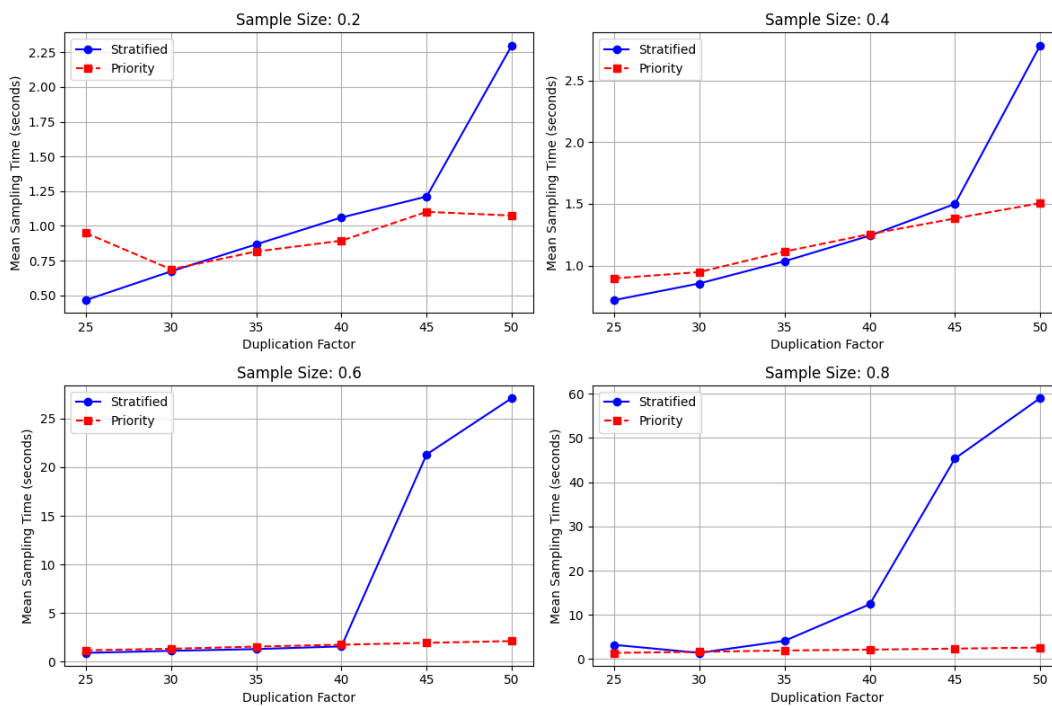 Sample Size: 0.2
Stratified
Priority
Mean Sampling Time (seconds)
2.25
2.00
1.75
1.50
1.25
1.00
0.75
0.50
25 30 35 40 45 50
Duplication Factor
Sample Size: 0.4
Stratified
Priority
Mean Sampling Time (seconds)
2.5
2.0
1.5
1.0
25 30 35 40 45 50
Duplication Factor
Sample Size: 0.6
Stratified
Priority
Mean Sampling Time (seconds)
25
20
15
10
5
0
25 30 35 40 45 50
Duplication Factor
Sample Size: 0.8
Stratified
Priority
Mean Sampling Time (seconds)
60
50
40
30
20
10
0
25 30 35 40 45 50
Duplication Factor